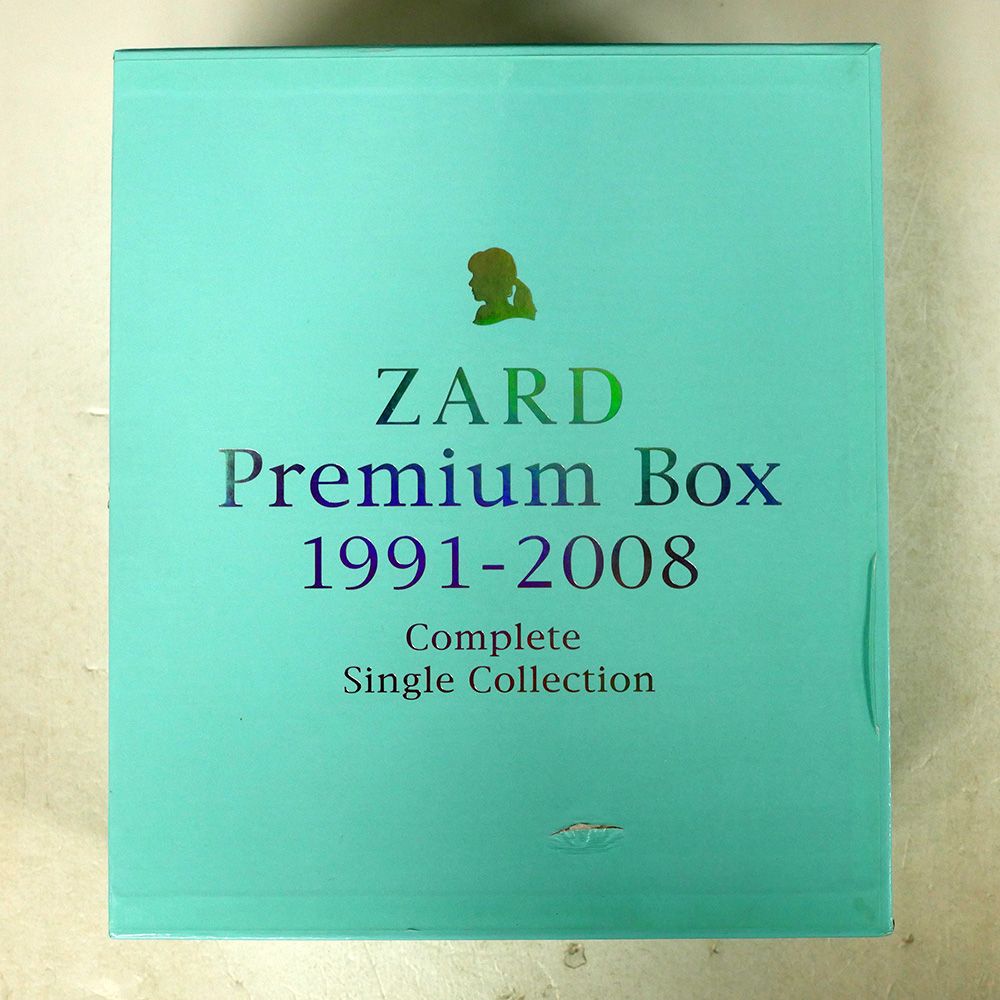 ZARD
Premium Box
1991-2008
Complete
Single Collection